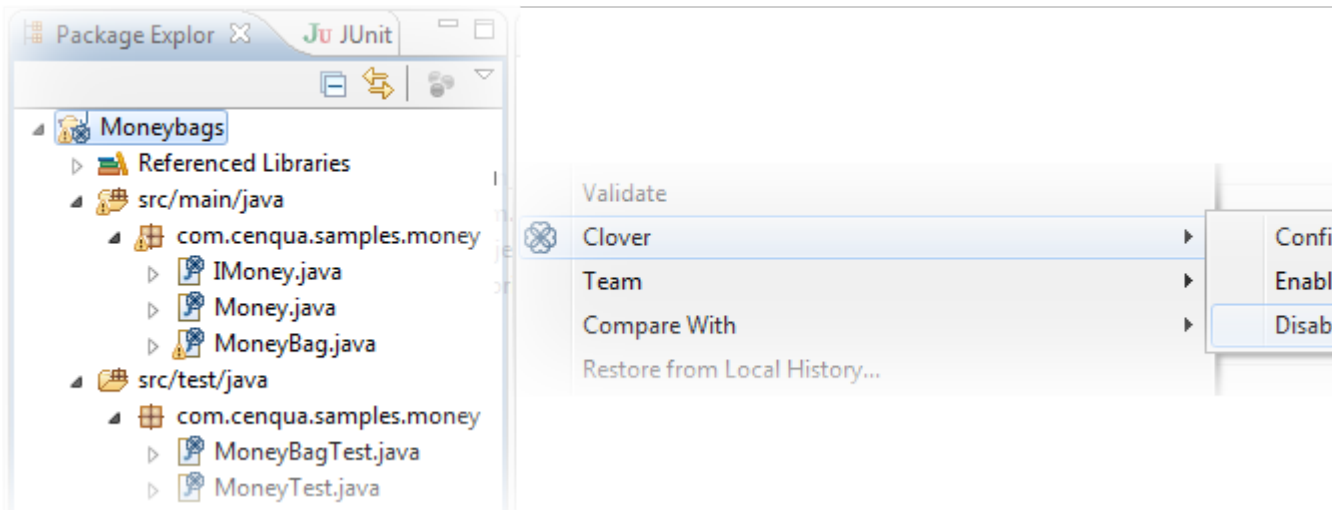 Package Explor
JU JUnit
Moneybags
Referenced Libraries
src/main/java
com.cenqua.samples.money
IMoney.java
Money.java
MoneyBag.java
src/test/java
com.cenqua.samples.money
MoneyBagTest.java
MoneyTest.java
Validate
Clover
Team
Compare With
Restore from Local History...
Confi
Enabl
Disab